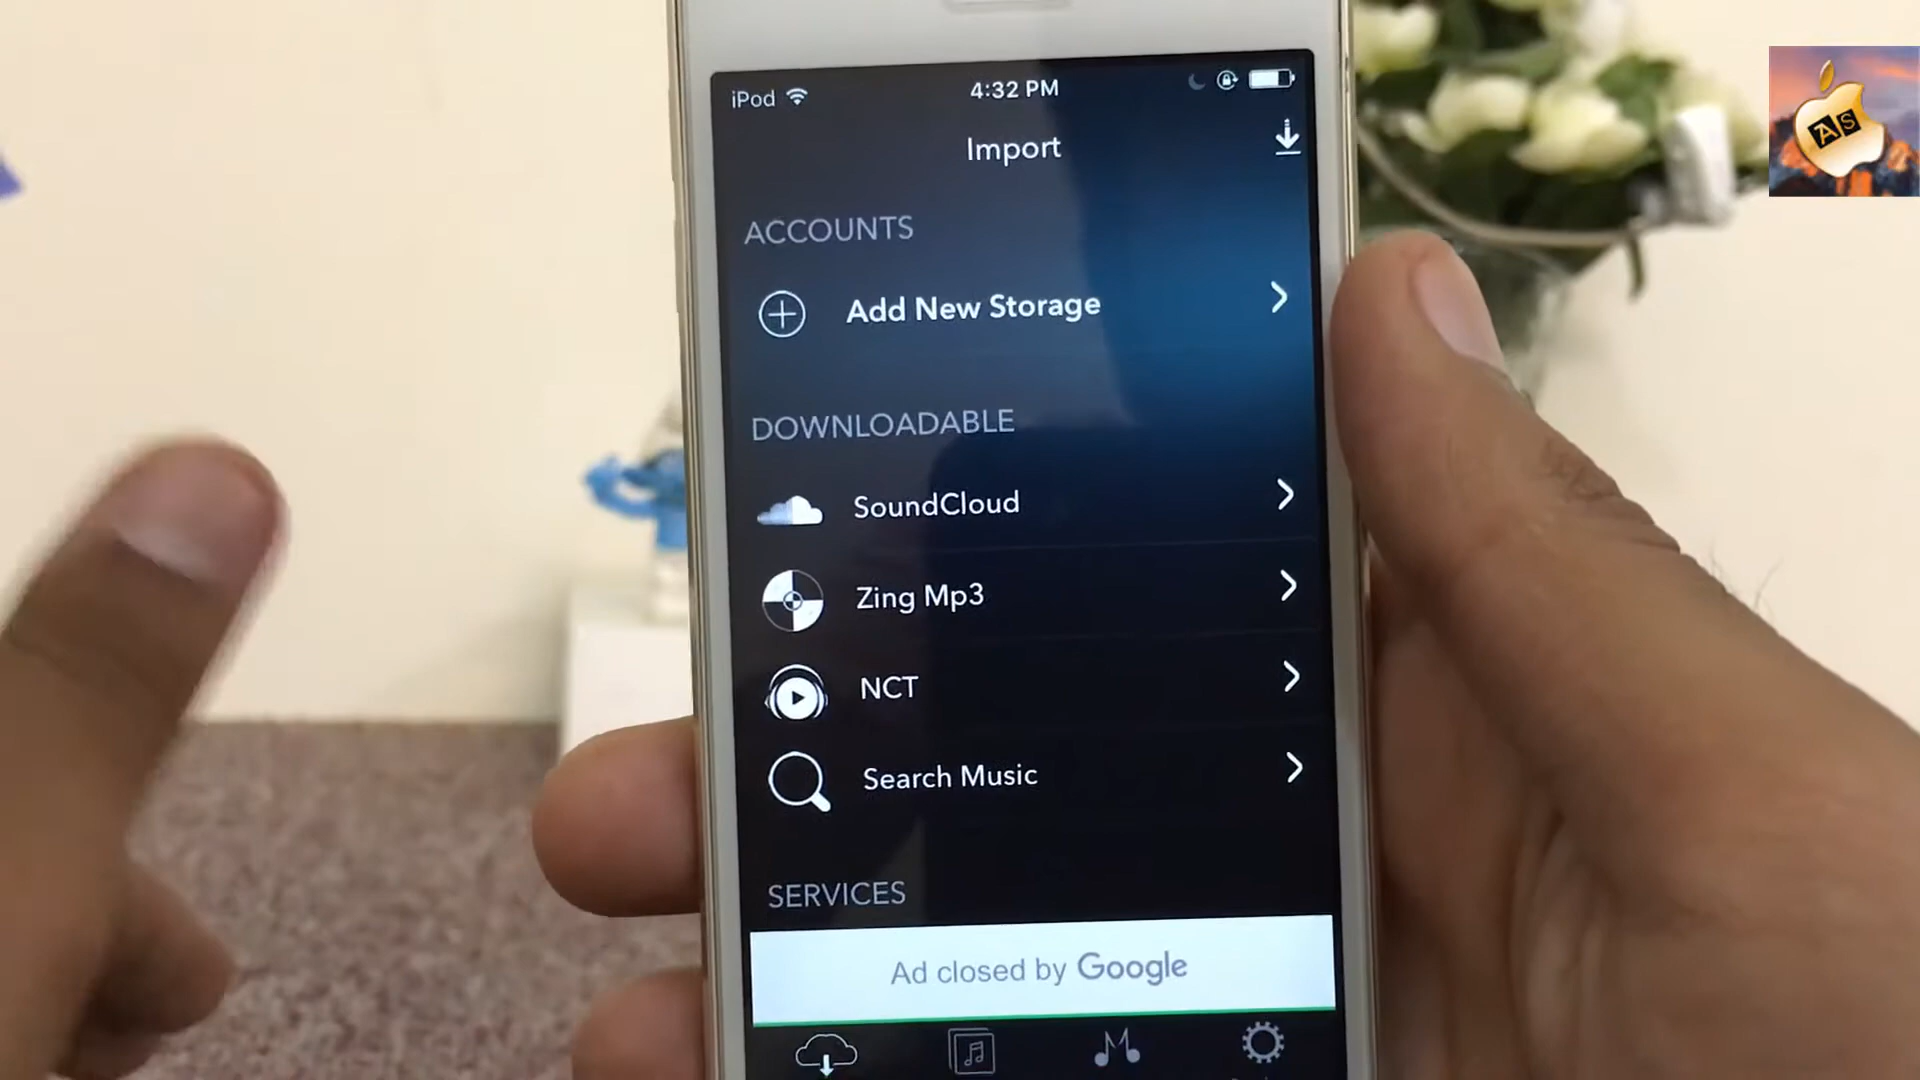 iPod
4:32 PM
Import
AS
ACCOUNTS
Add New Storage
DOWNLOADABLE
SoundCloud
Zing Mp3
NCT
Search Music
SERVICES
Ad closed by Google